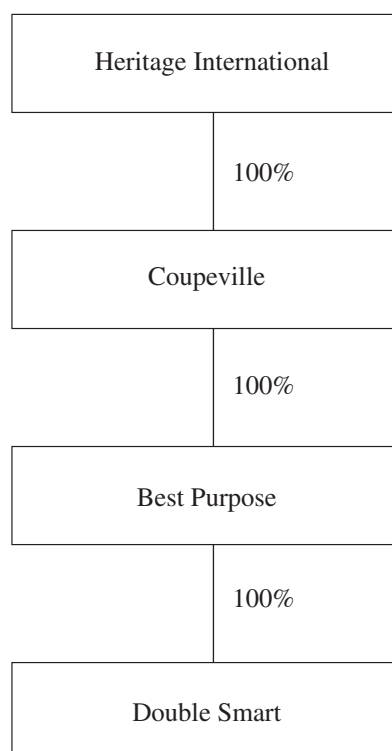 Heritage International
100%
Coupeville
100%
Best Purpose
100%
Double Smart